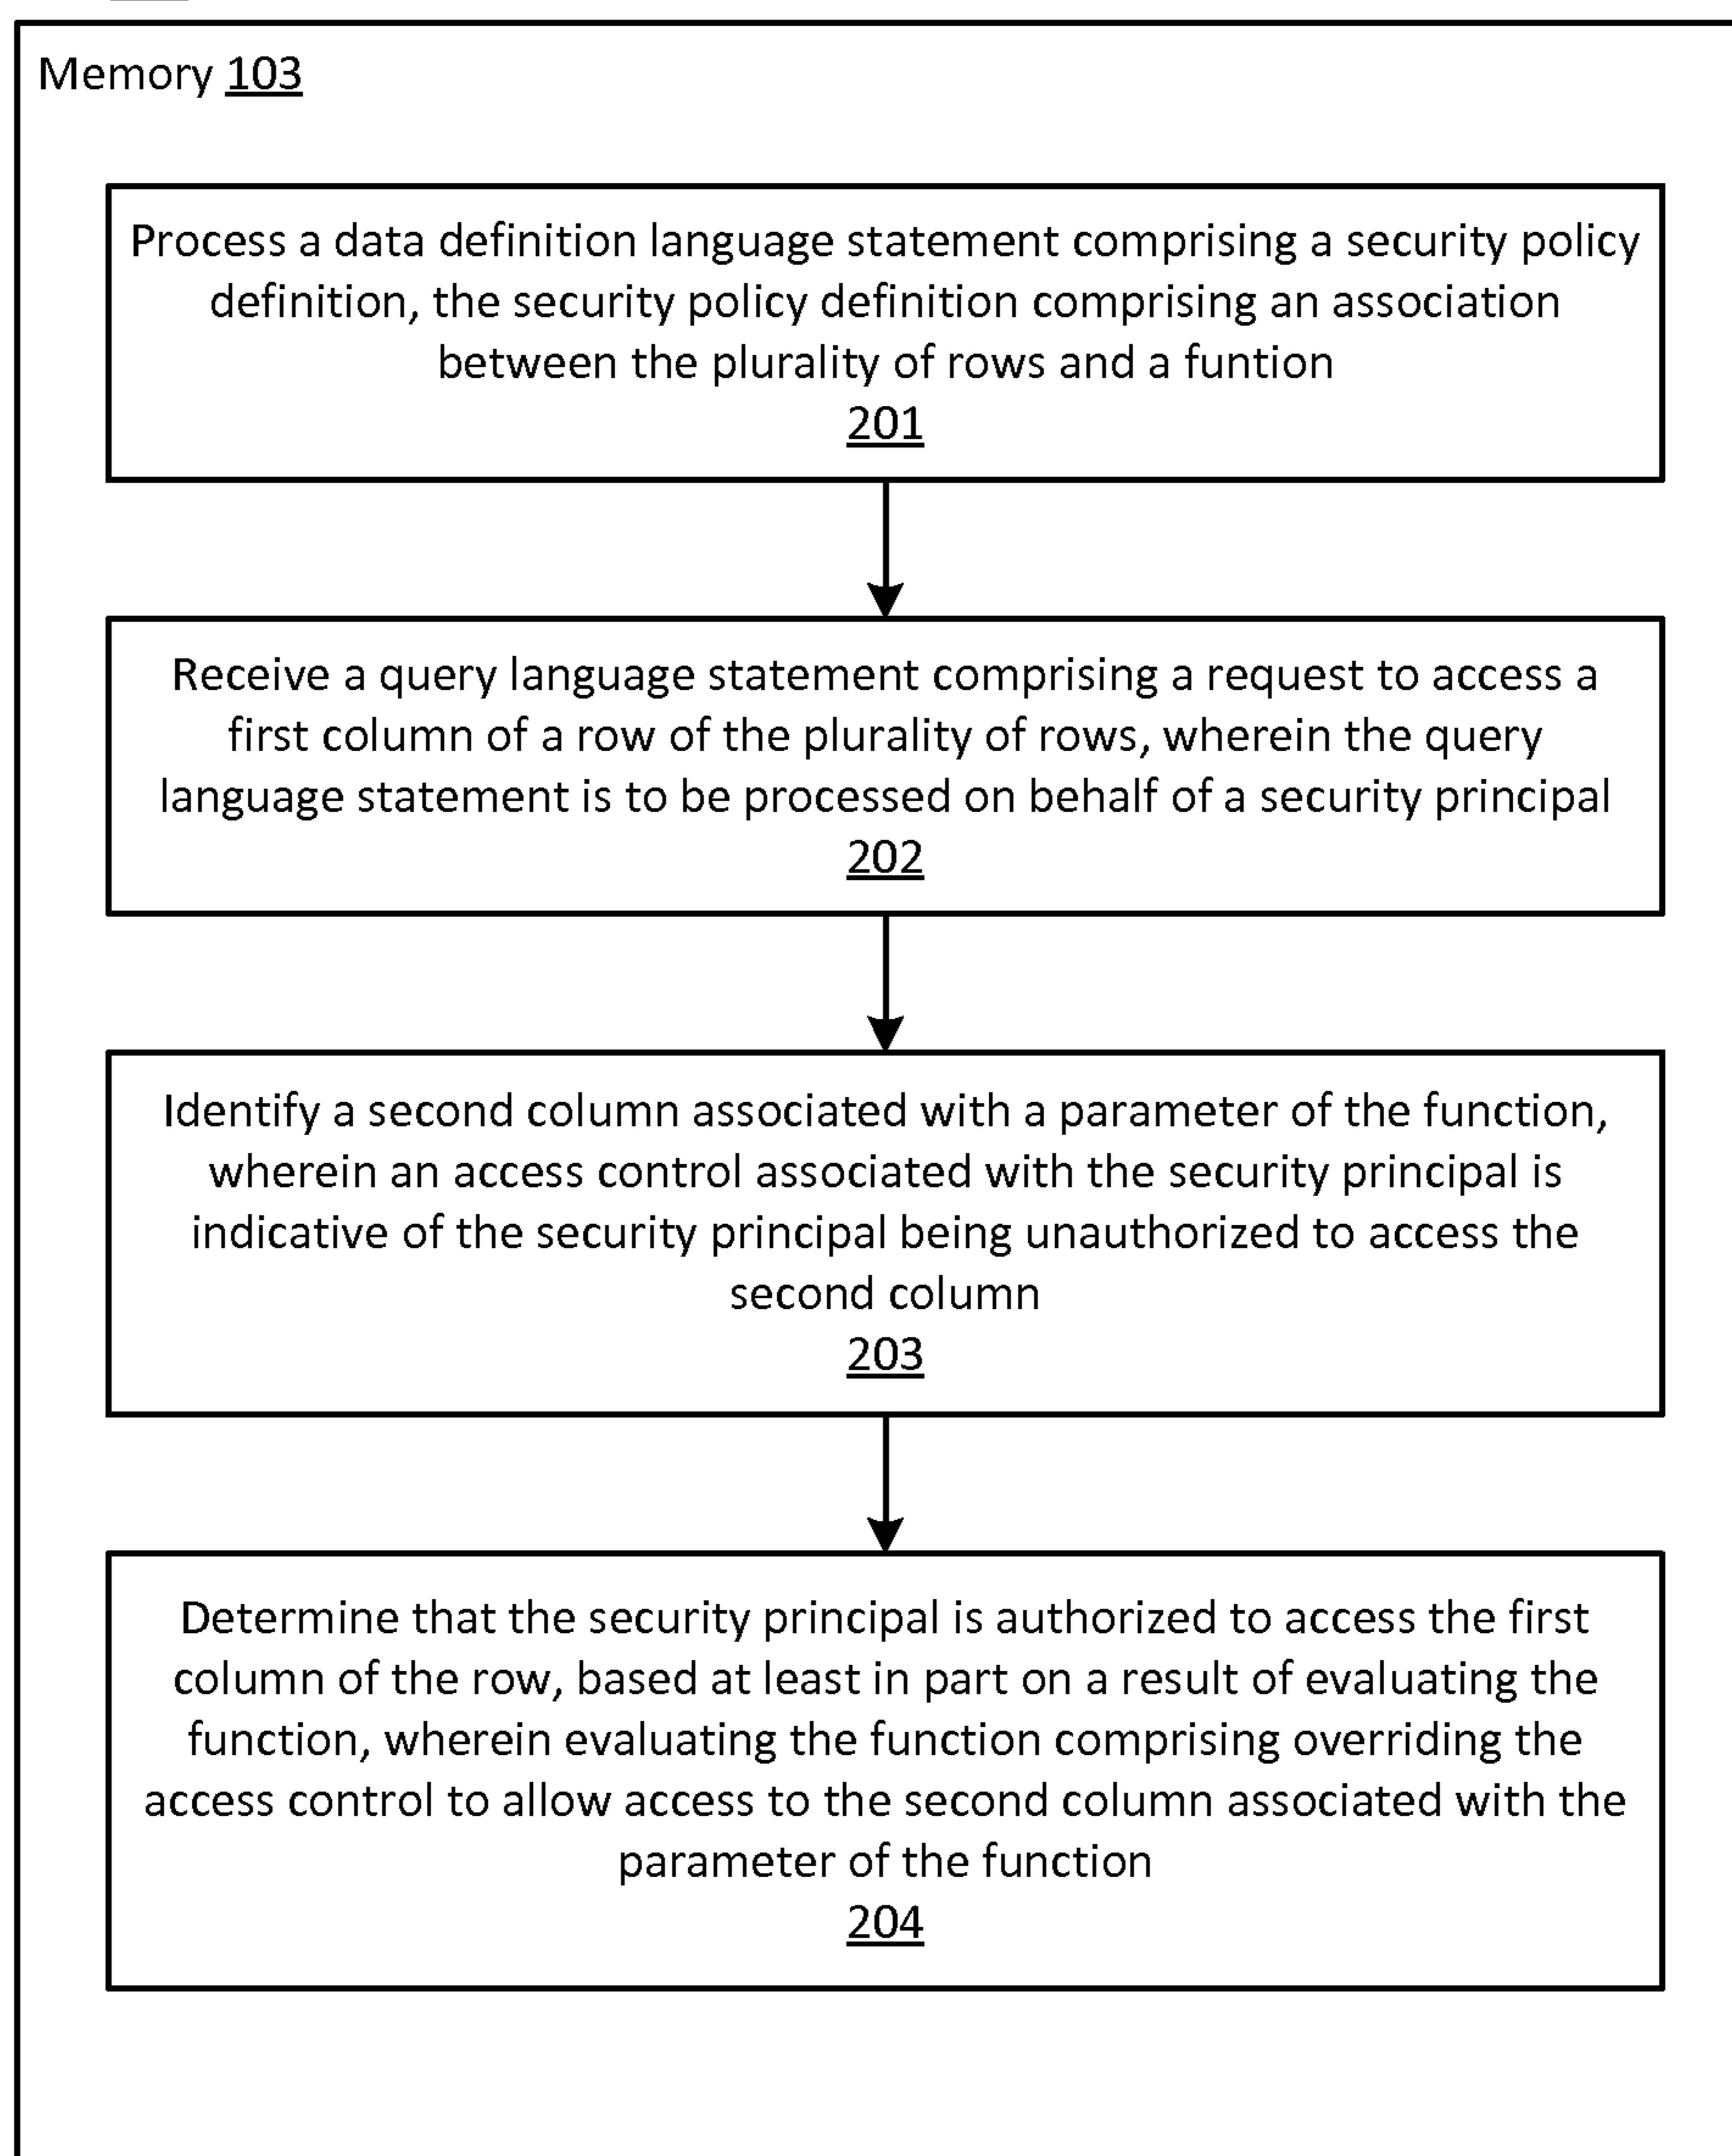 Memory 103
Process a data definition language statement comprising a security policy
definition, the security policy definition comprising an association
between the plurality of rows and a funtion
201
Receive a query language statement comprising a request to access a
first column of a row of the plurality of rows, wherein the query
language statement is to be processed on behalf of a security principal
202
Identify a second column associated with a parameter of the function,
wherein an access control associated with the security principal is
indicative of the security principal being unauthorized to access the
second column
203
Determine that the security principal is authorized to access the first
column of the row, based at least in part on a result of evaluating the
function, wherein evaluating the function comprising overriding the
access control to allow access to the second column associated with the
parameter of the function
204